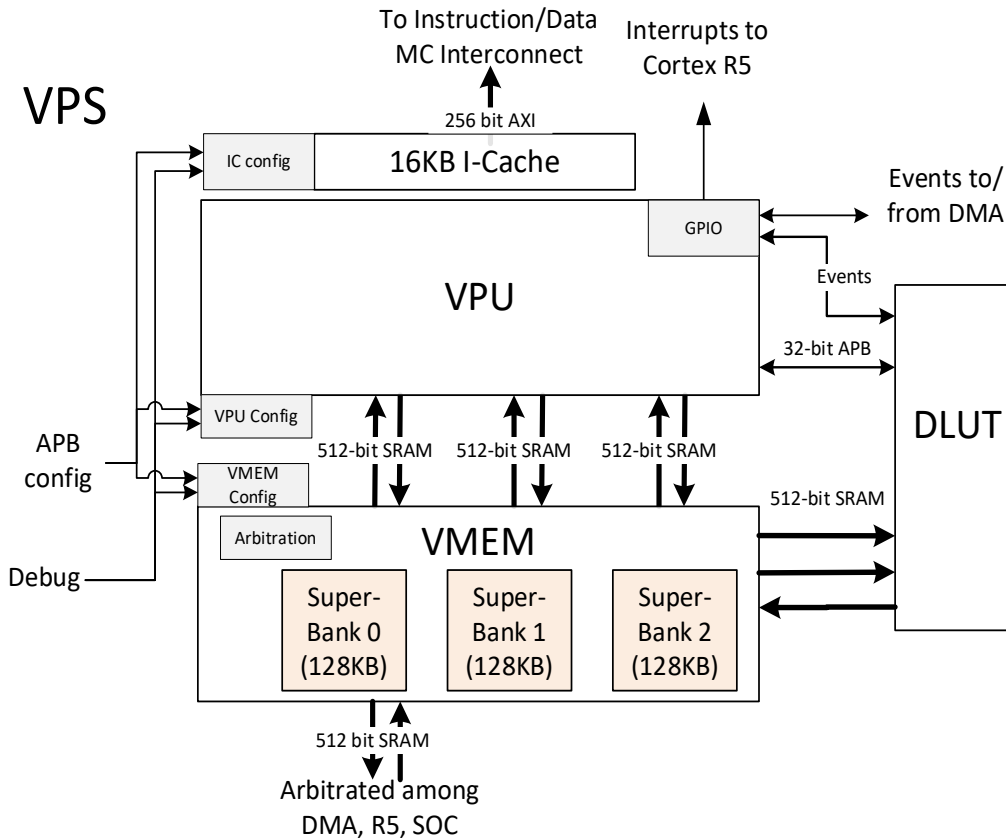 To Instruction/Data
MC Interconnect
Interrupts to
Cortex R5
VPS
256 bit AXI
IC config
16KB I-Cache
Events to/
from DMA
GPIO
VPU
Events
32-bit APB
DLUT
VPU Config
APB
config
512-bit SRAM
512-bit SRAM
512-bit SRAM
VMEM
Config
512-bit SRAM
Arbitration
VMEM
Debug
Super-
Bank 0
(128KB)
Super-
Bank 1
(128KB)
Super-
Bank 2
(128KB)
512 bit SRAM
Arbitrated among
DMA, R5, SOC